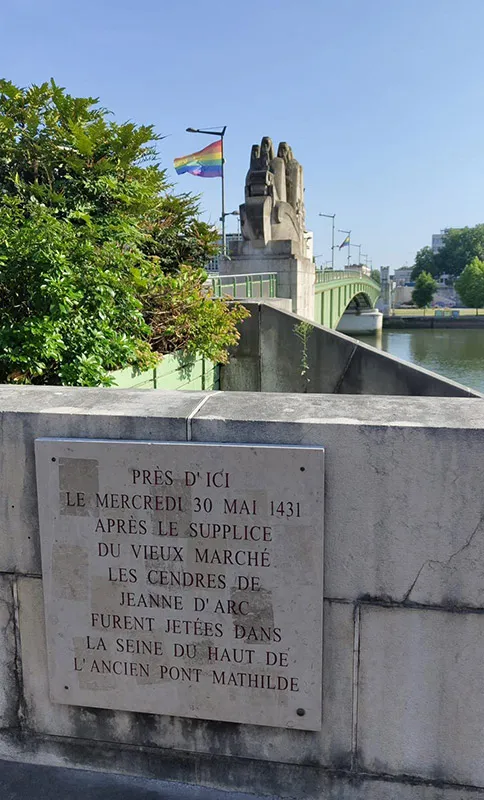 PRÈS D'ICI
LE MERCREDI 30 MAI 1431
APRÈS LE SUPPLICE
DU VIEUX MARCHÉ
LES CENDRES DE
JEANNE D'ARC
FURENT JETÉES DANS
LA SEINE DU HAUT DE
L'ANCIEN PONT MATHILDE